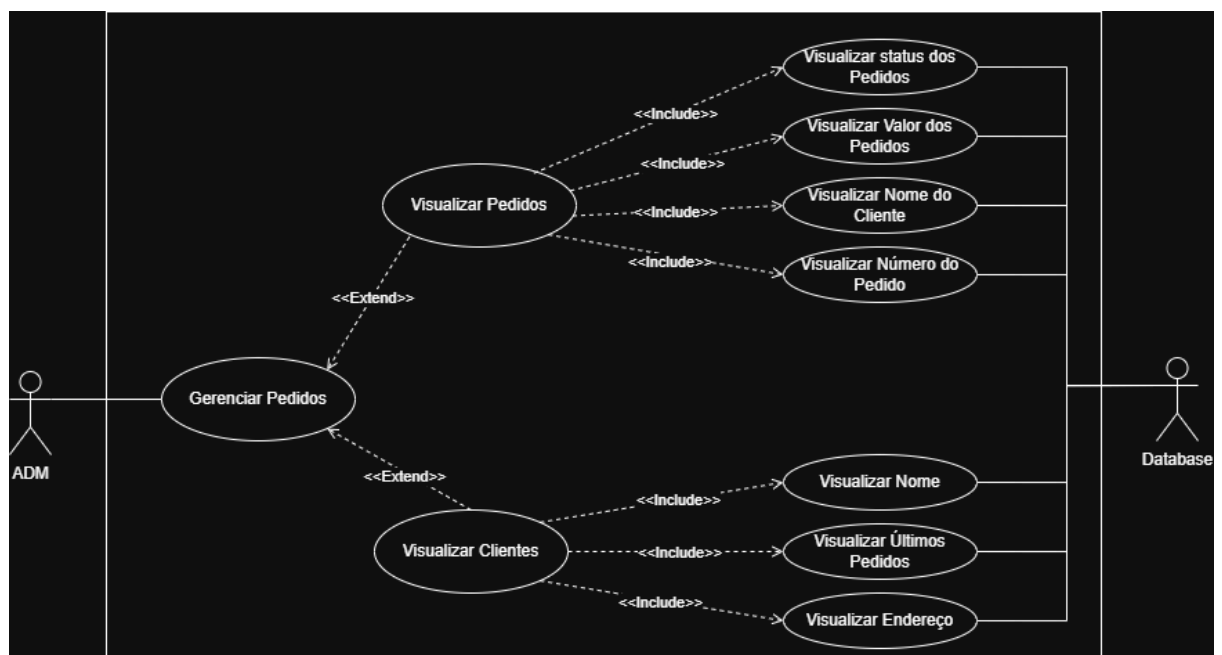 Visualizar status dos
Pedidos
<<Include>>
Visualizar Valor dos
Pedidos
<<Include>>
Visualizar Pedidos
<<Include>>
Visualizar Nome do
Cliente
<<Include>>
Visualizar Número do
Pedido
<<Extend>>
Gerenciar Pedidos
ADM
Database
<<Extend>>
Visualizar Nome
<<Include>>
Visualizar Clientes
<<Include>>
Visualizar Últimos
Pedidos
<<Include>>
Visualizar Endereço